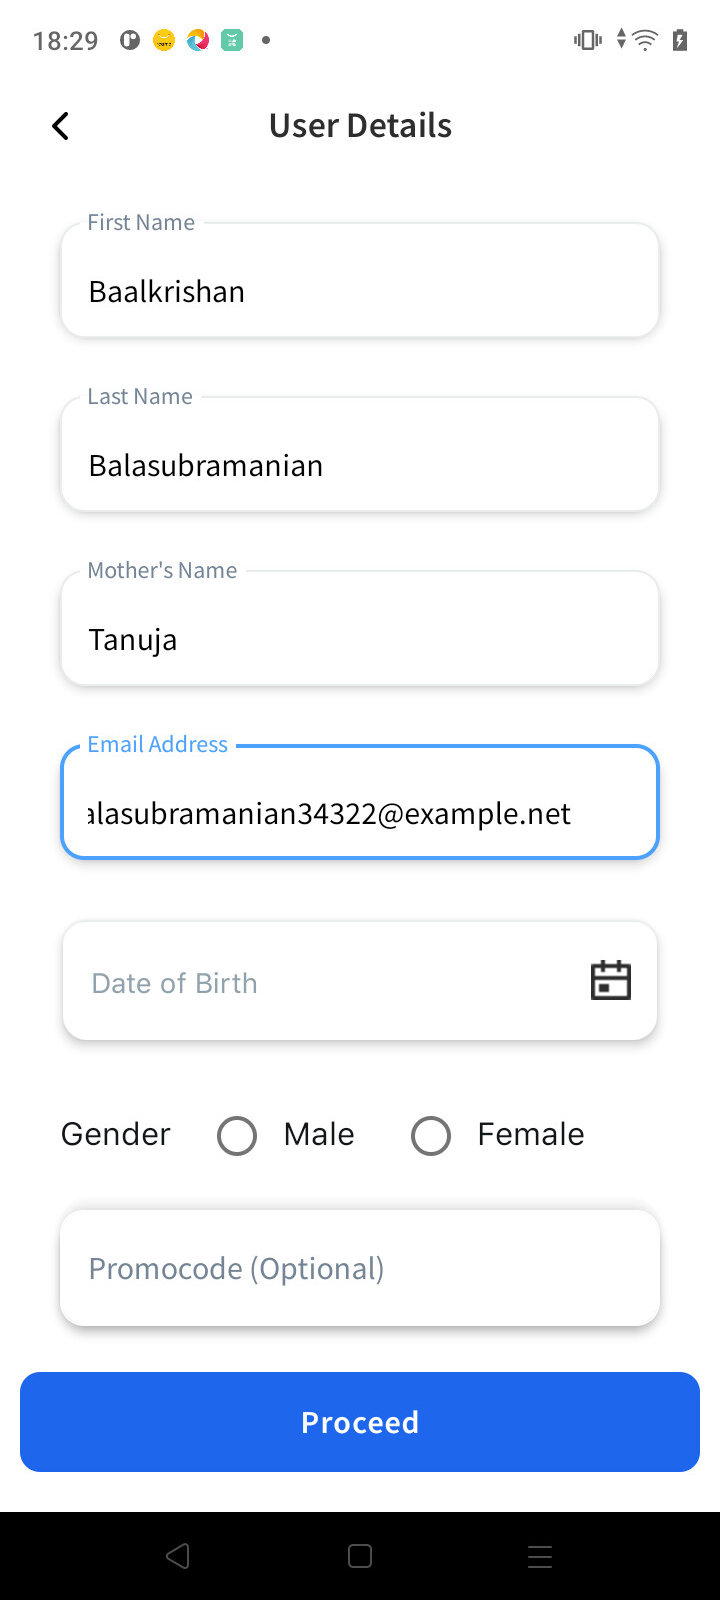 18:29
User Details
First Name
Baalkrishan
Last Name
Balasubramanian
Mother's Name
Tanuja
Email Address
alasubramanian34322@example.net
Date of Birth
Gender Male Female
Promocode (Optional)
Proceed